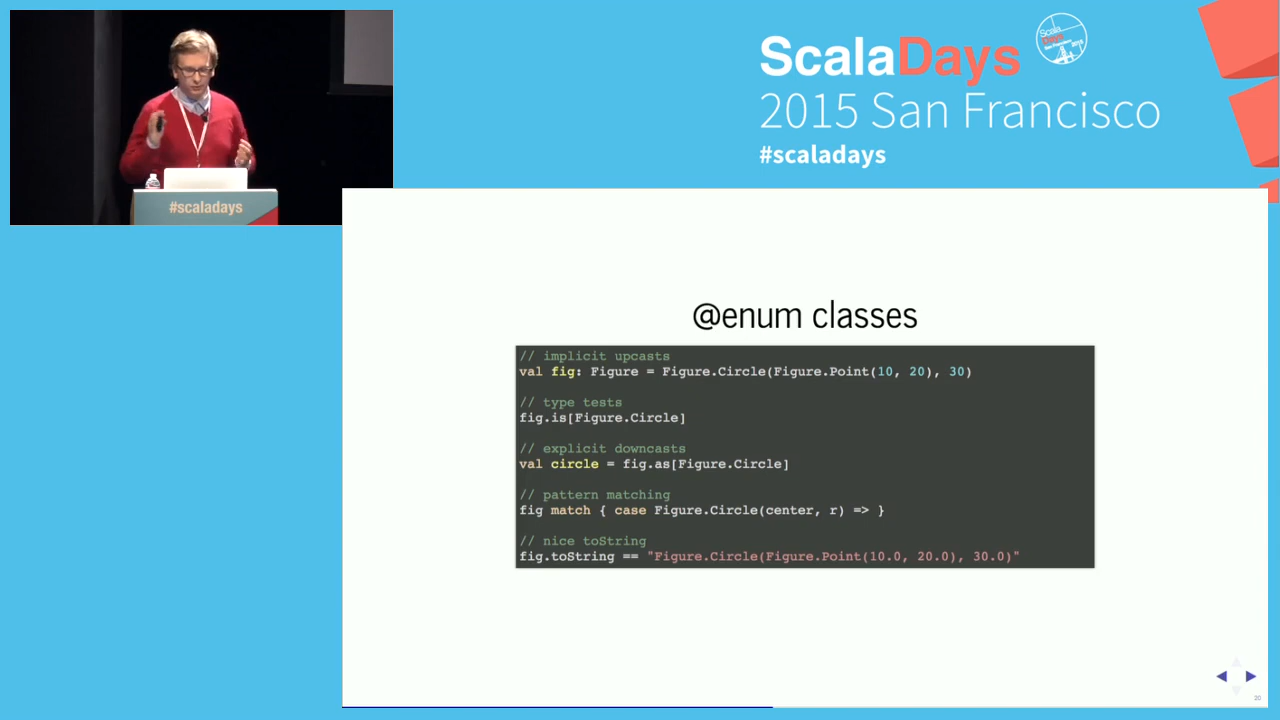 ScalaDays
2015 San Francisco
#scaladays
#scaladays
@enum classes
// implicit upcasts
val fig: Figure = Figure.Circle(Figure.Point(10, 20), 30)
// type tests
fig.is[Figure.Circle]
// explicit downcasts
val circle = fig.as[Figure.Circle]
// pattern matching
fig match { case Figure.Circle(center, r) => }
// nice toString
fig.toString == "Figure.Circle(Figure.Point(10.0, 20.0), 30.0)"
20